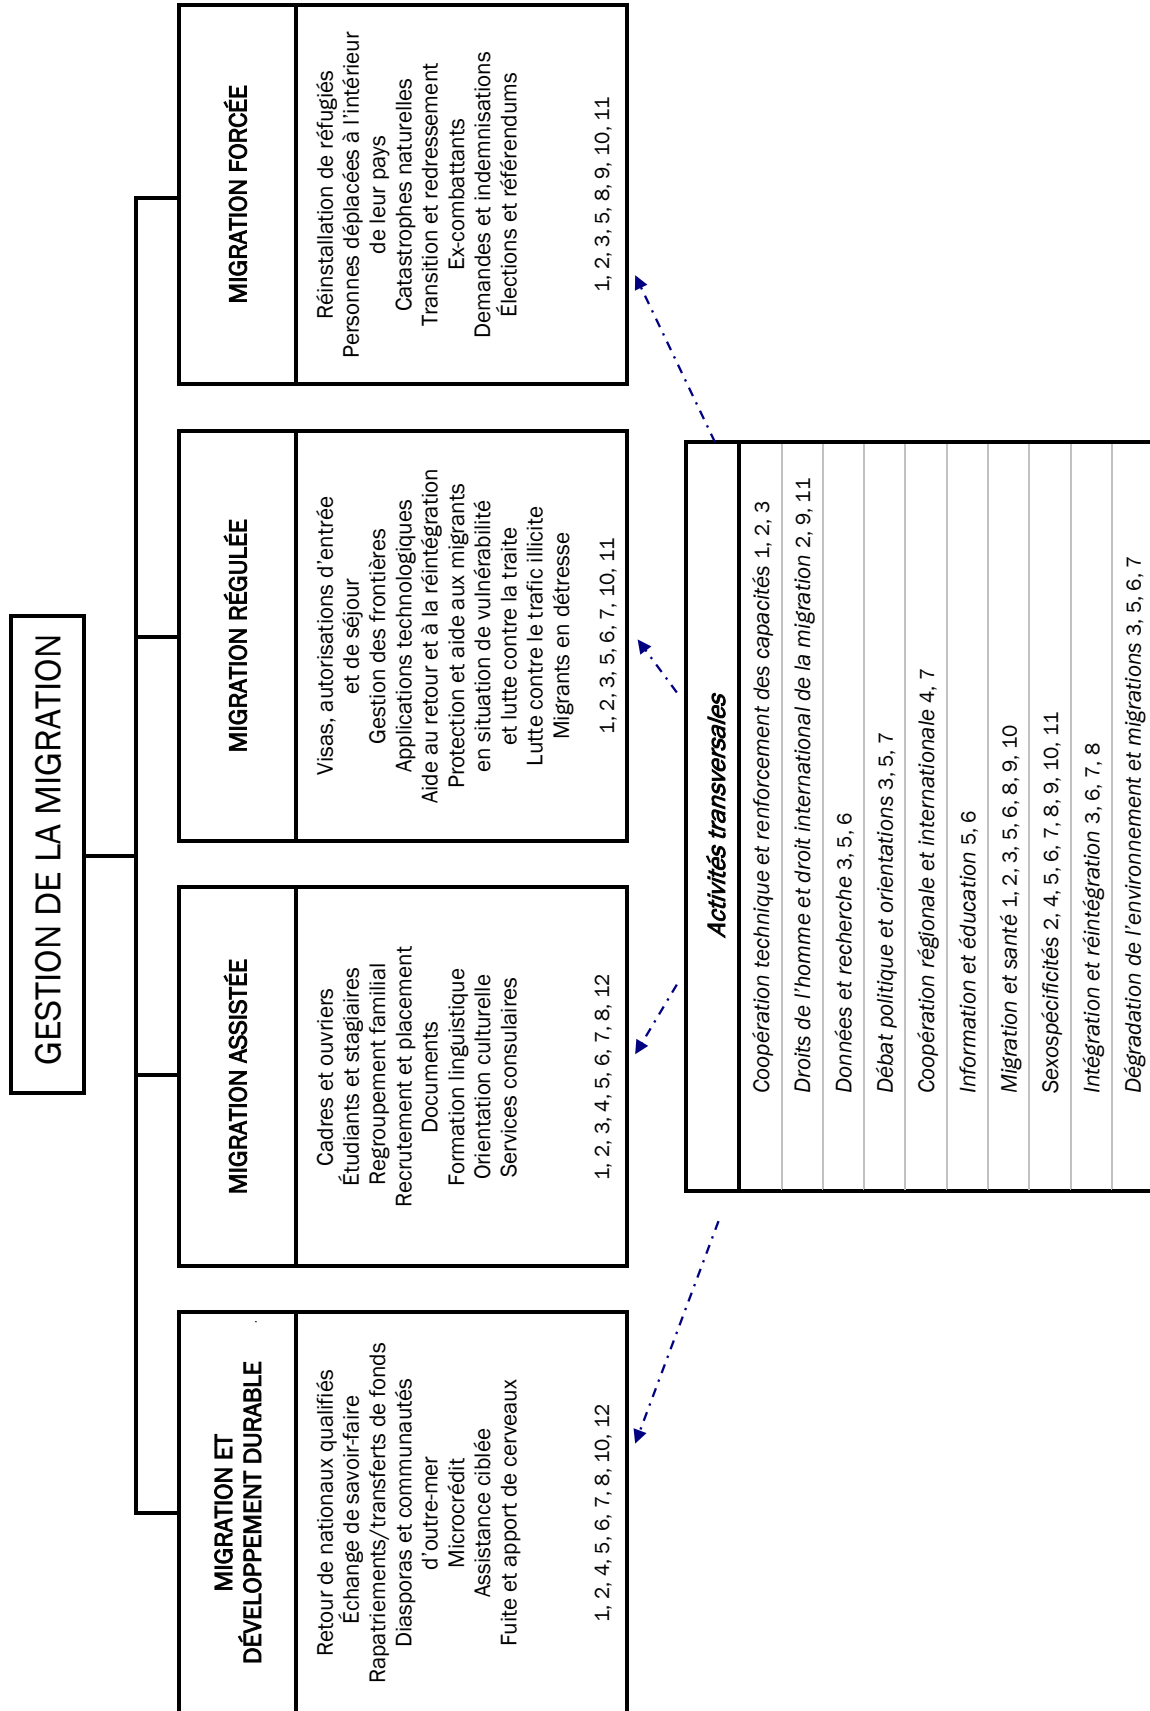 GESTION DE LA MIGRATION
MIGRATION ET
DÉVELOPPEMENT DURABLE
Retour de nationaux qualifiés
Échange de savoir-faire
Rapatriements/transferts de fonds
Diasporas et communautés
d'outre-mer
Microcrédit
Assistance ciblée
Fuite et apport de cerveaux
1, 2, 4, 5, 6, 7, 8, 10, 12
MIGRATION ASSISTÉE
Cadres et ouvriers
Étudiants et stagiaires
Regroupement familial
Recrutement et placement
Documents
Formation linguistique
Orientation culturelle
Services consulaires
1, 2, 3, 4, 5, 6, 7, 8, 12
MIGRATION RÉGULÉE
Visas, autorisations d'entrée
et de séjour
Gestion des frontières
Applications technologiques
Aide au retour et à la réintégration
Protection et aide aux migrants
en situation de vulnérabilité
et lutte contre la traite
Lutte contre le trafic illicite
Migrants en détresse
1, 2, 3, 5, 6, 7, 10, 11
MIGRATION FORCÉE
Réinstallation de réfugiés
Personnes déplacées à l'intérieur
de leur pays
Catastrophes naturelles
Transition et redressement
Ex-combattants
Demandes et indemnisations
Élections et référendums
1, 2, 3, 5, 8, 9, 10, 11
Activités transversales
Coopération technique et renforcement des capacités 1, 2, 3
Droits de l'homme et droit international de la migration 2, 9, 11
Données et recherche 3, 5, 6
Débat politique et orientations 3, 5, 7
Coopération régionale et internationale 4, 7
Information et éducation 5, 6
Migration et santé 1, 2, 3, 5, 6, 8, 9, 10
Sexospécificités 2, 4, 5, 6, 7, 8, 9, 10, 11
Intégration et réintégration 3, 6, 7, 8
Dégradation de l'environnement et migrations 3, 5, 6, 7